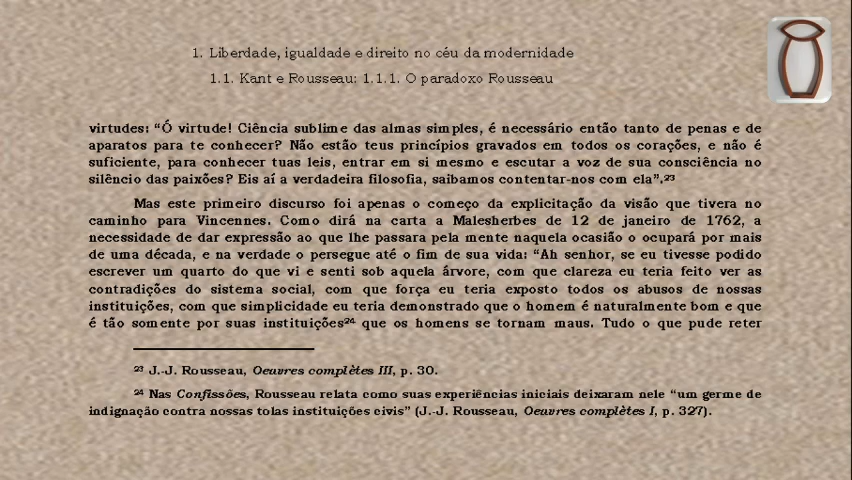 1. Liberdade, igualdade e direito no céu da modernidade
1.1. Kant e Rousseau: 1.1.1. O paradoxo Rousseau
virtudes: “Ó virtude! Ciência sublime das almas simples, é necessário então tanto de penas e de
aparatos para te conhecer? Não estão teus princípios gravados em todos os corações, e não é
suficiente, para conhecer tuas leis, entrar em si mesmo e escutar a voz de sua consciência no
silêncio das paixões? Eis aí a verdadeira filosofia, saibamos contentar-nos com ela”.²³
Mas este primeiro discurso foi apenas o começo da explicitação da visão que tivera no
caminho para Vincennes. Como dirá na carta a Malesherbes de 12 de janeiro de 1762, a
necessidade de dar expressão ao que lhe passara pela mente naquela ocasião o ocupará por mais
de uma década, e na verdade o persegue até o fim de sua vida: “Ah senhor, se eu tivesse podido
escrever um quarto do que vi e senti sob aquela árvore, com que clareza eu teria feito ver as
contradições do sistema social, com que força eu teria exposto todos os abusos de nossas
instituições, com que simplicidade eu teria demonstrado que o homem é naturalmente bom e que
é tão somente por suas instituições²⁴ que os homens se tornam maus. Tudo o que pude reter
²³ J.-J. Rousseau, Oeuvres complètes III, p. 30.
²⁴ Nas Confissões, Rousseau relata como suas experiências iniciais deixaram nele “um germe de
indignação contra nossas tolas instituições civis” (J.-J. Rousseau, Oeuvres complètes I, p. 327).